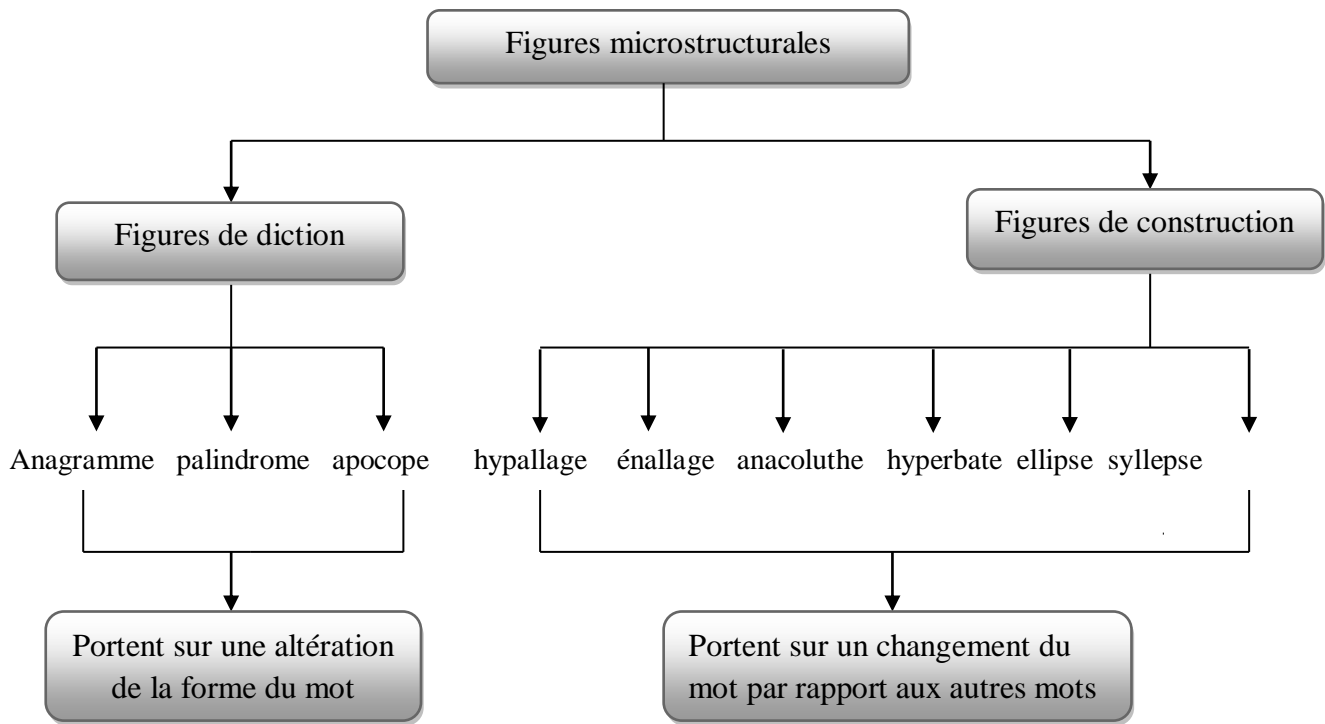 Figures microstructurales
Figures de diction
Figures de construction
Anagramme palindrome apocope hypallage énallage anacoluthe hyperbate ellipse syllepse
Portent sur une altération
de la forme du mot
Portent sur un changement du
mot par rapport aux autres mots